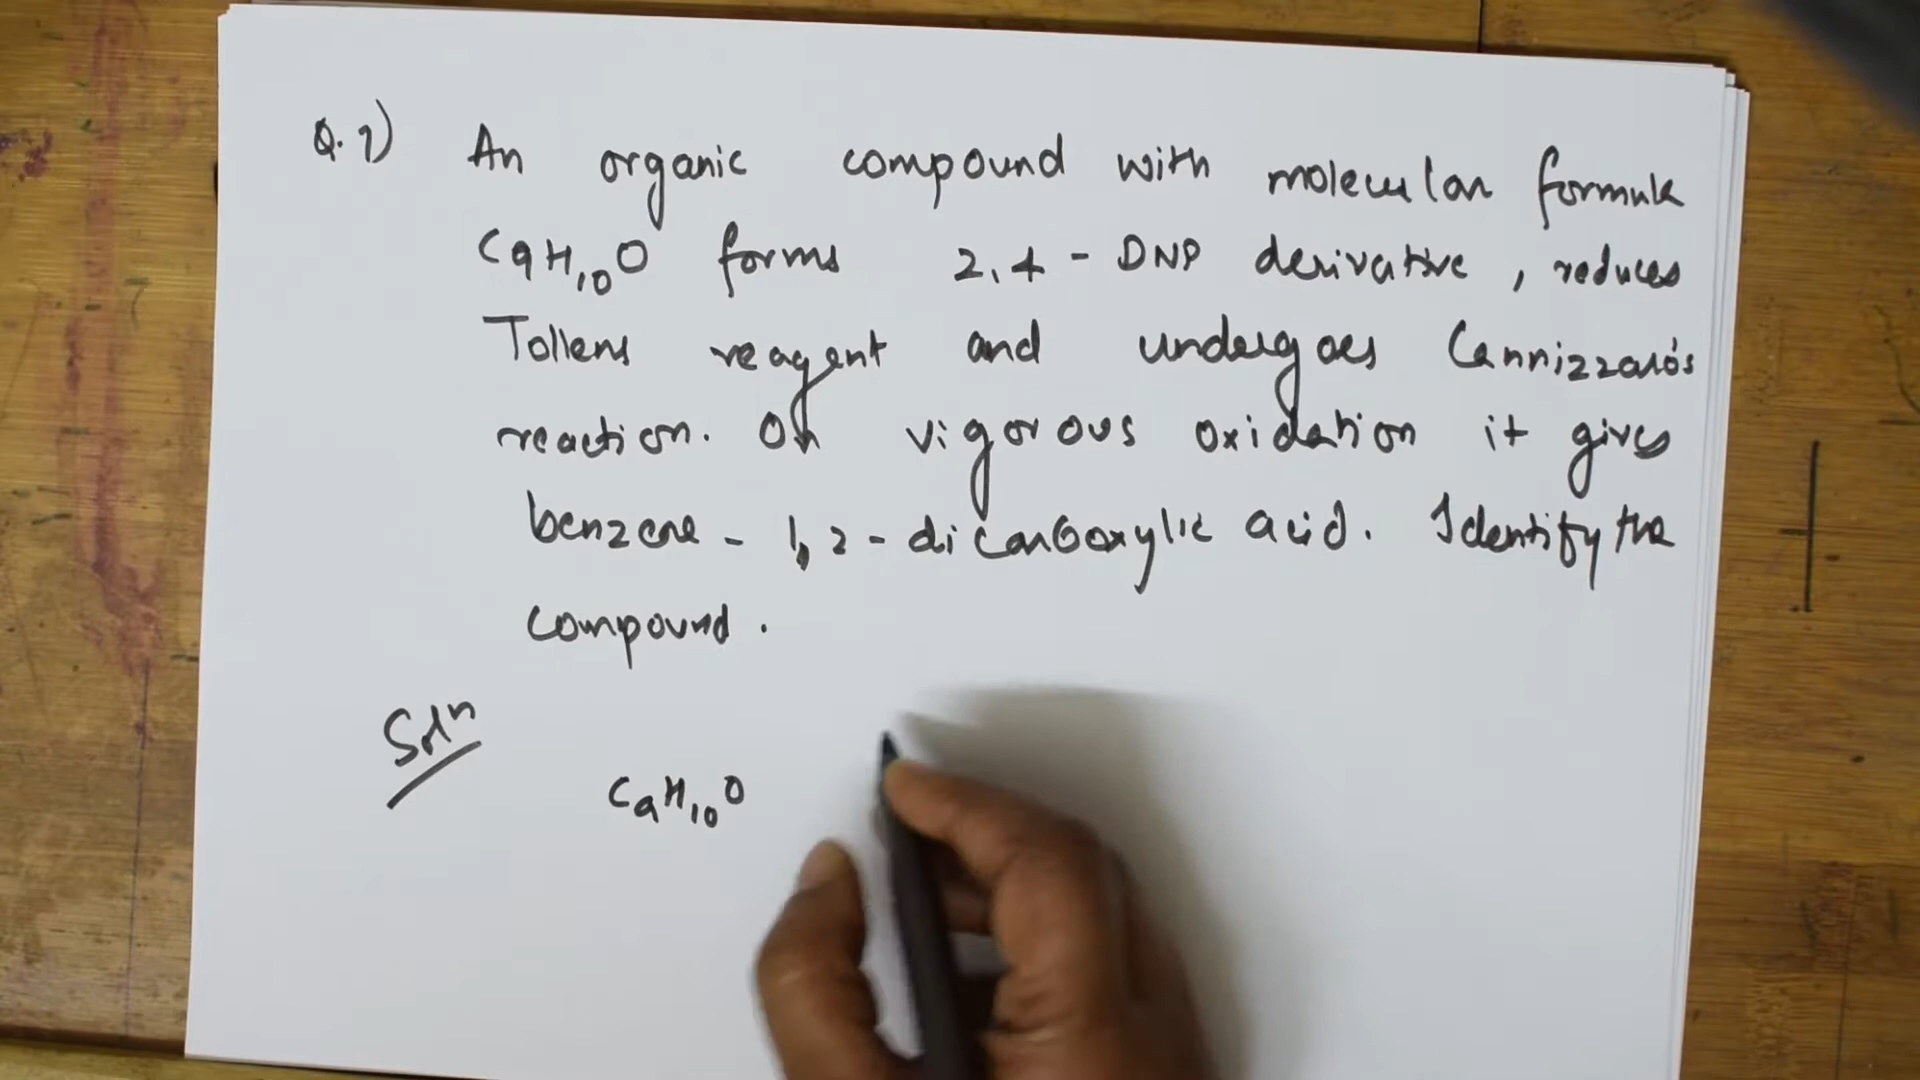 Q.9) An organic compound with molecular formula
C9H10O forms 2,4-DNP derivative, reduces
Tollens reagent and undergoes Cannizzaro's
reaction. On vigorous oxidation it gives
benzene-1,2-dicarboxylic acid. Identify the
compound.
Soln
C9H10O